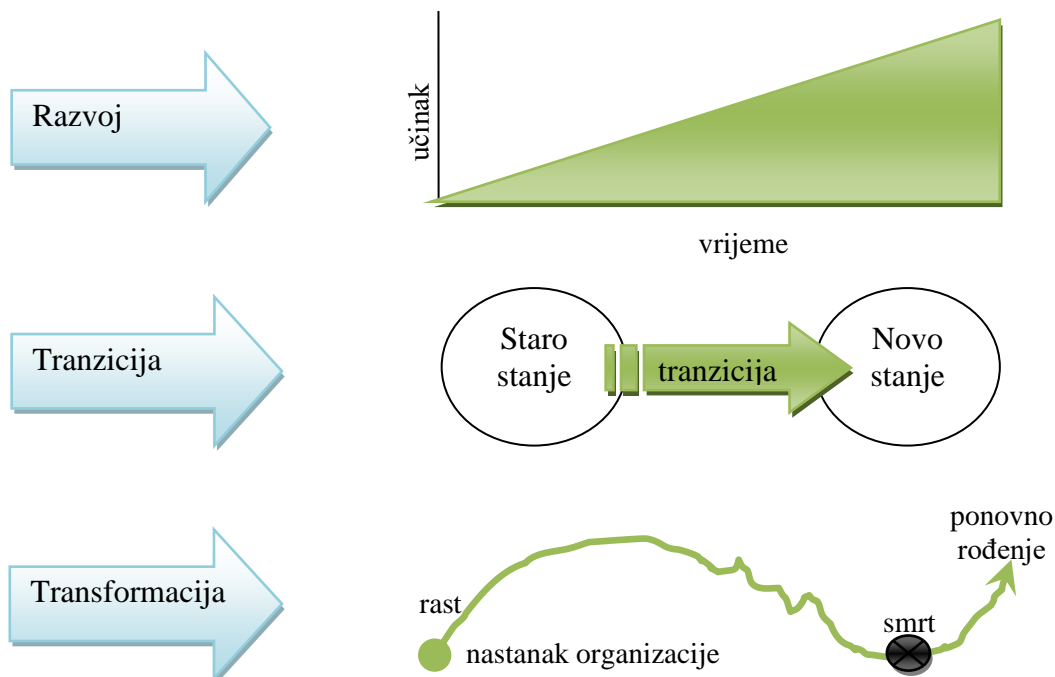 Razvoj
učinak
vrijeme
Tranzicija
Staro
stanje
tranzicija
Novo
stanje
Transformacija
rast
nastanak organizacije
smrt
ponovno
rođenje